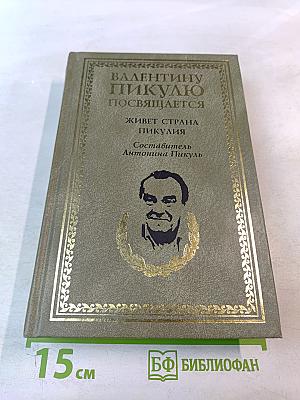 ВАЛЕНТИНУ
ПИКУЛЮ
ПОСВЯЩАЕТСЯ
ЖИВЕТ СТРАНА
ПИКУЛИЯ
Составитель
Антонина Пикуль
15 см
БФ БИБЛИОФАН